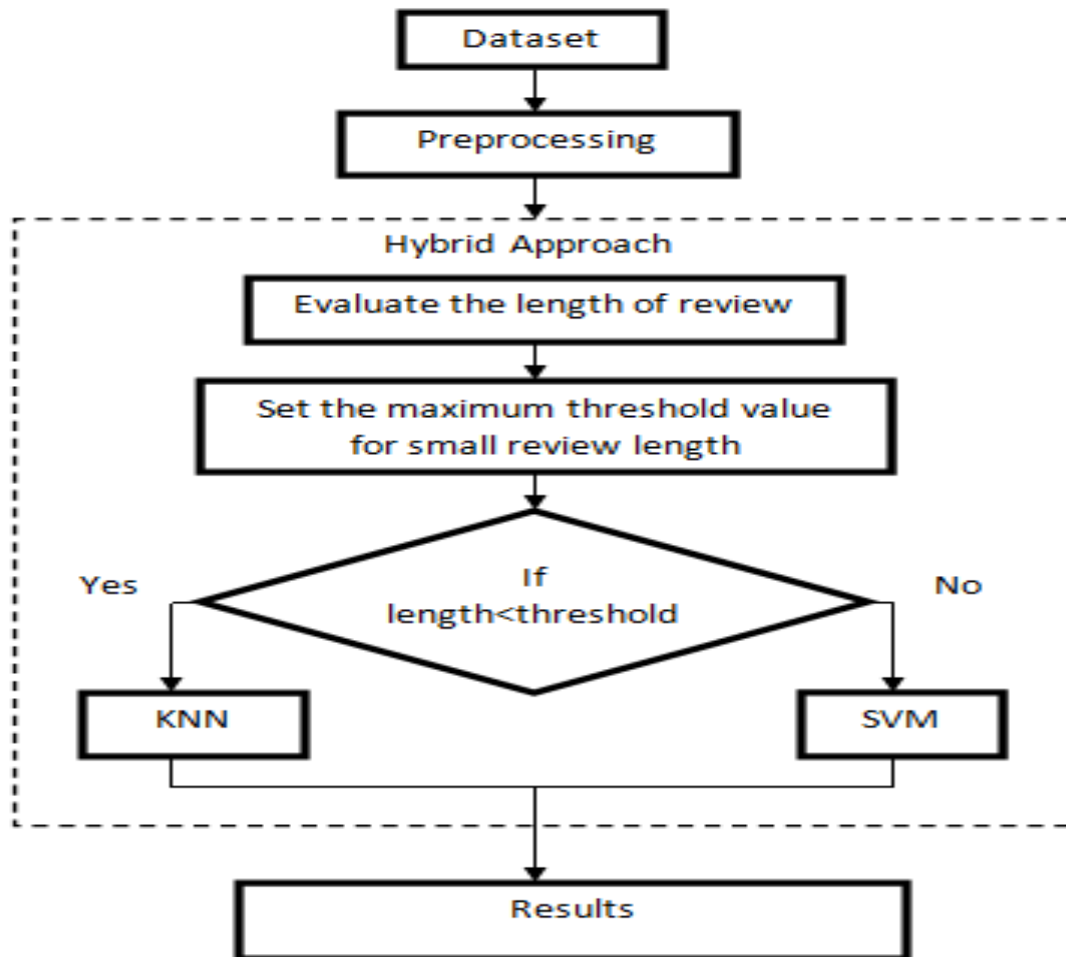 Dataset
Preprocessing
Hybrid Approach
Evaluate the length of review
Set the maximum threshold value
for small review length
If
length<threshold
Yes
No
KNN
SVM
Results